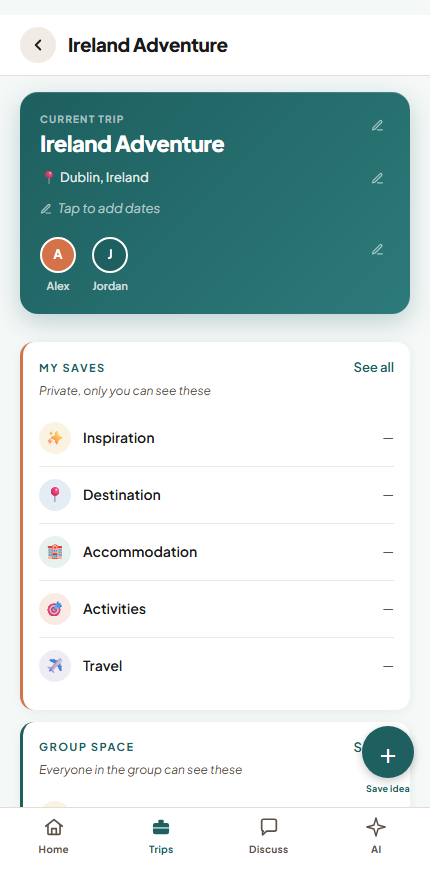 Ireland Adventure
CURRENT TRIP
Ireland Adventure
Dublin, Ireland
Tap to add dates
A
J
Alex
Jordan
MY SAVES
See all
Private, only you can see these
Inspiration
—
Destination
—
Accommodation
—
Activities
—
Travel
—
GROUP SPACE
Everyone in the group can see these
+
Save idea
Home
Trips
Discuss
AI